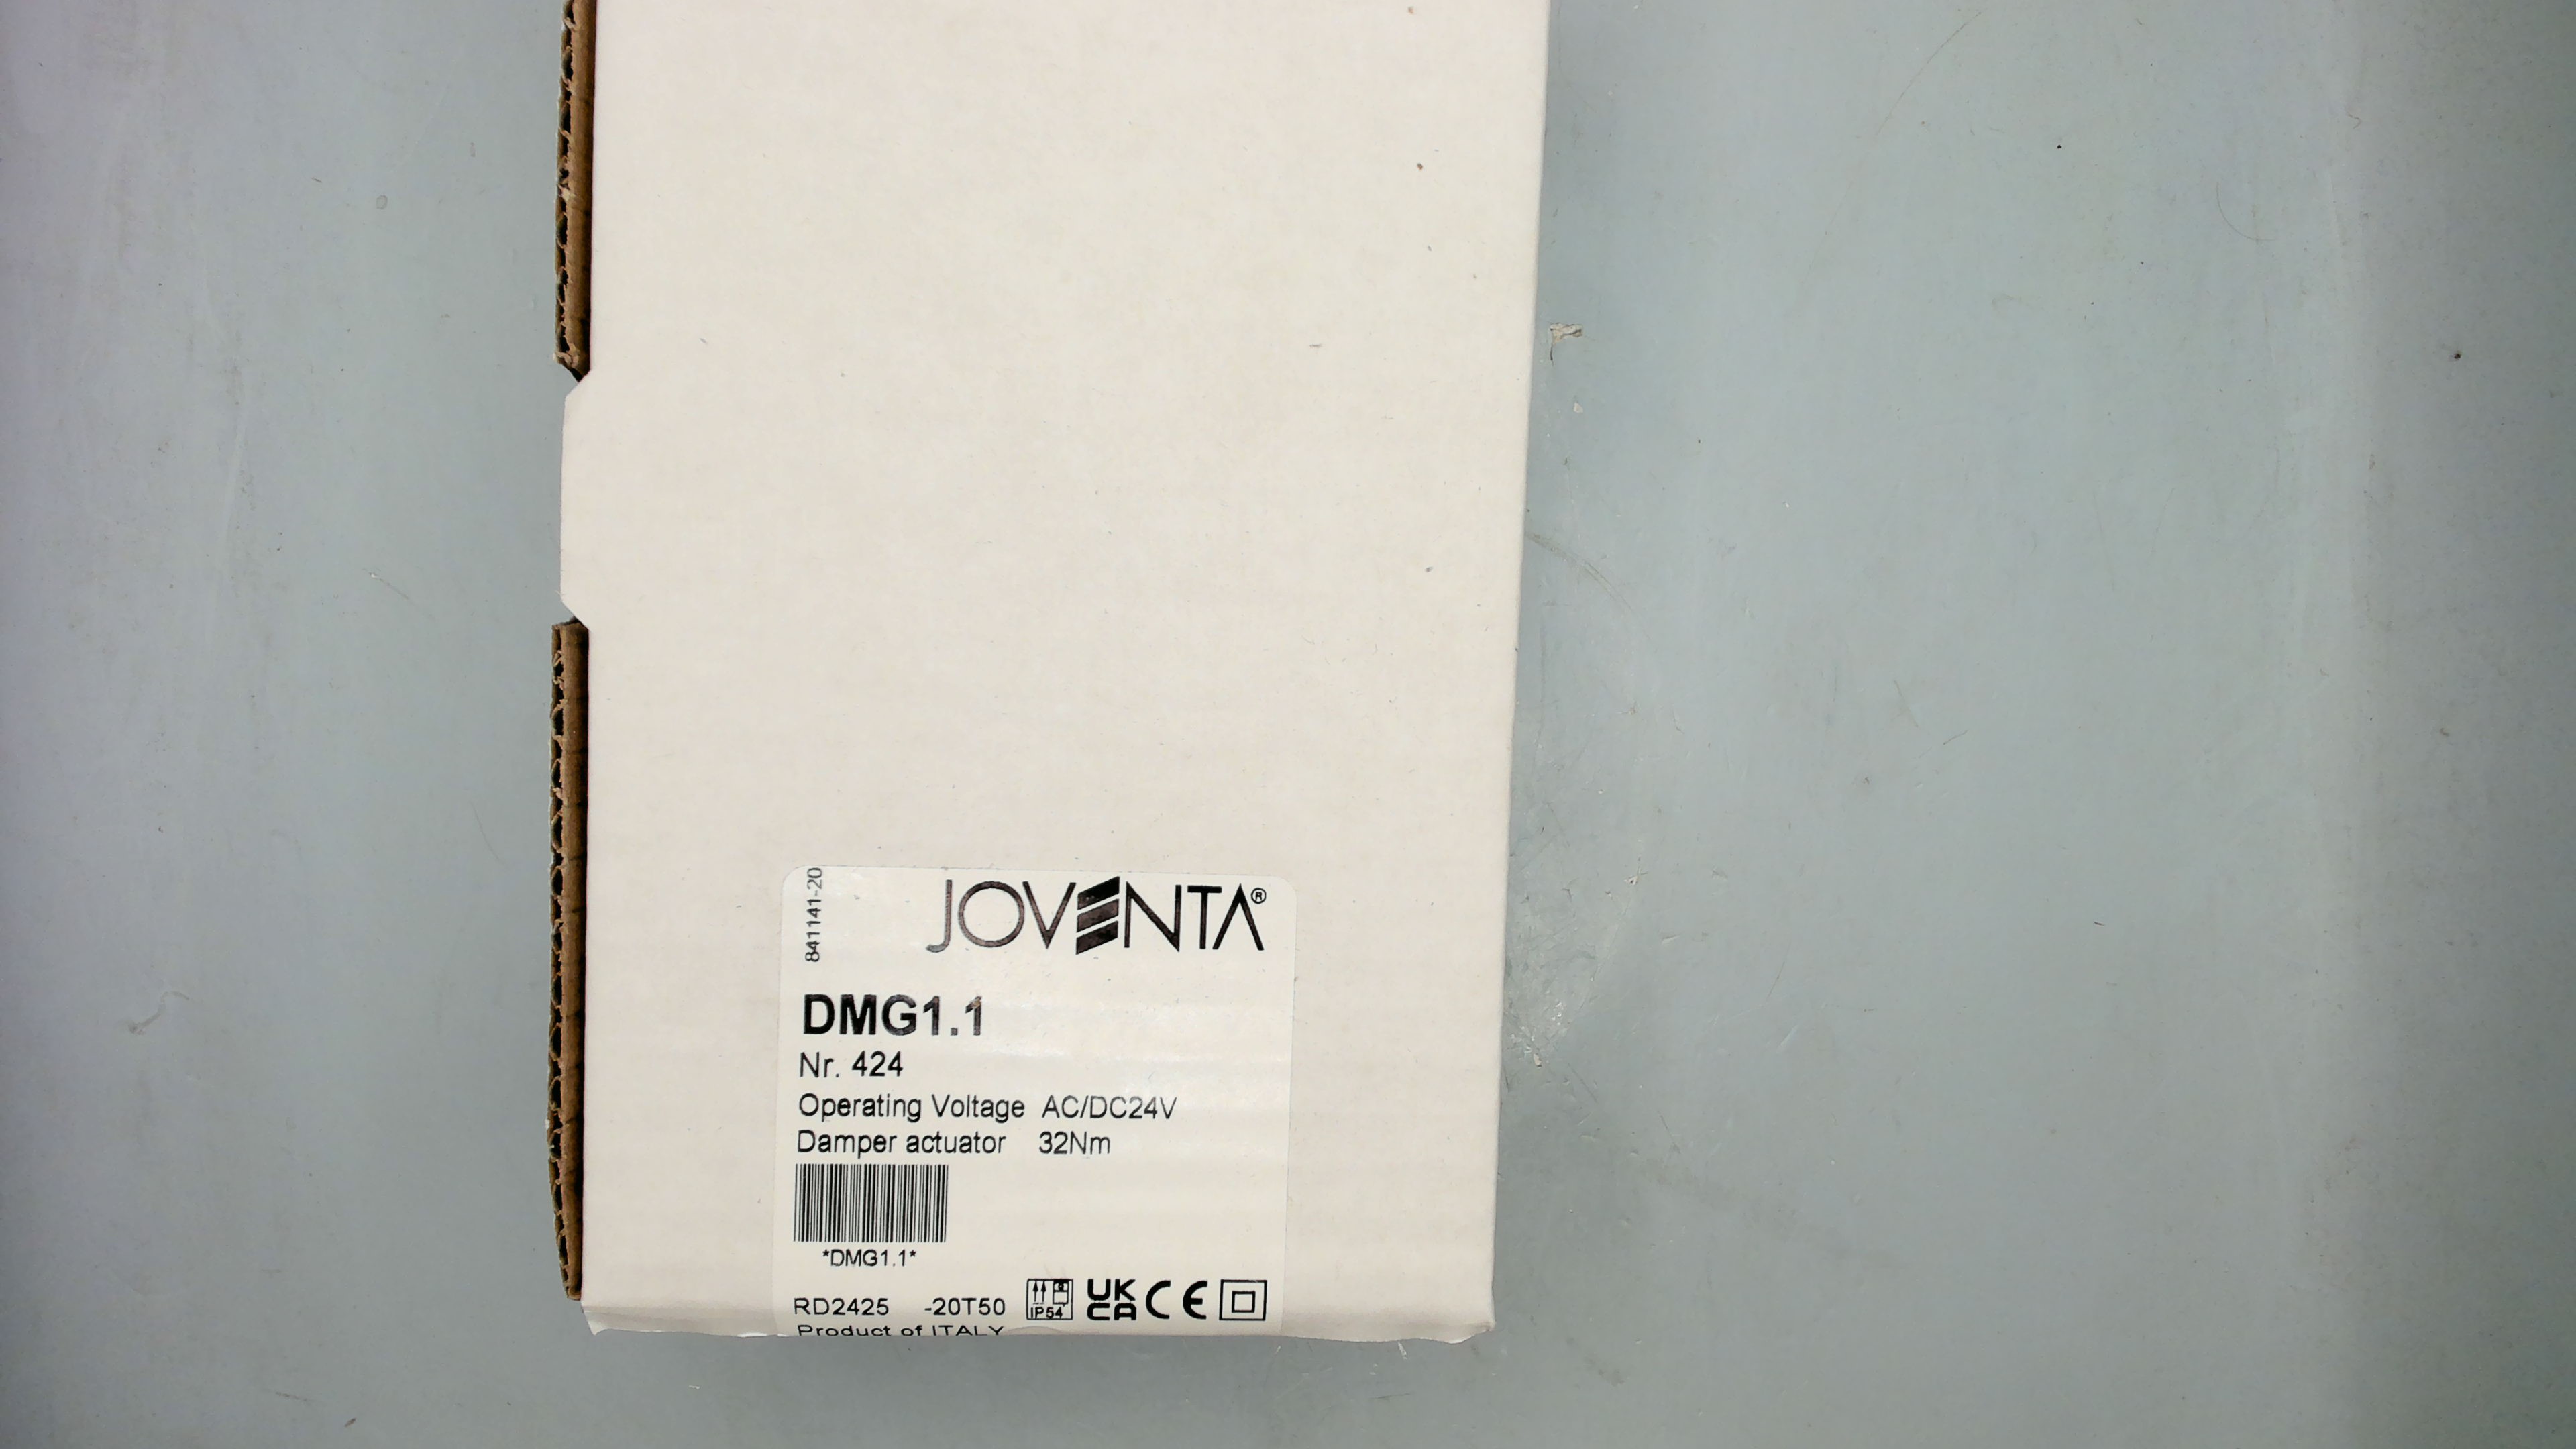 841141-20
JOVENTA®
DMG1.1
Nr. 424
Operating Voltage AC/DC24V
Damper actuator 32Nm
*DMG1.1*
RD2425 -20T50 IP54 UK CA CE
Product of ITALY